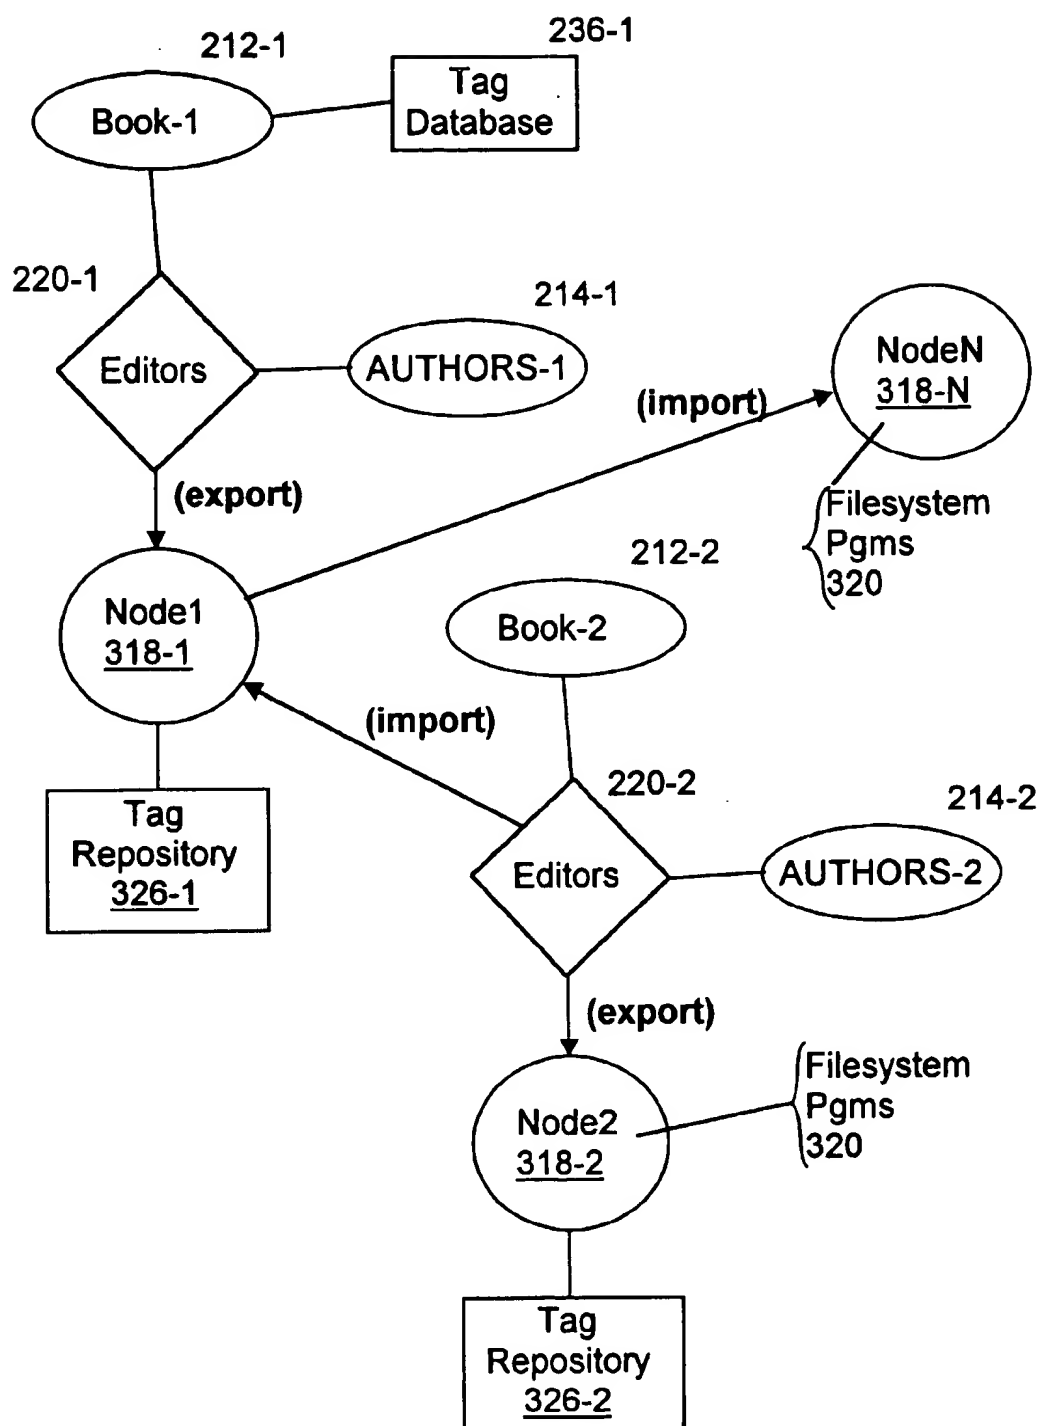 236-1
212-1
Tag
Database
Book-1
220-1
214-1
Editors
AUTHORS-1
NodeN
318-N
(import)
(export)
Filesystem
Pgms
320
212-2
Node1
318-1
Book-2
(import)
220-2
214-2
Tag
Repository
326-1
Editors
AUTHORS-2
(export)
Filesystem
Pgms
320
Node2
318-2
Tag
Repository
326-2